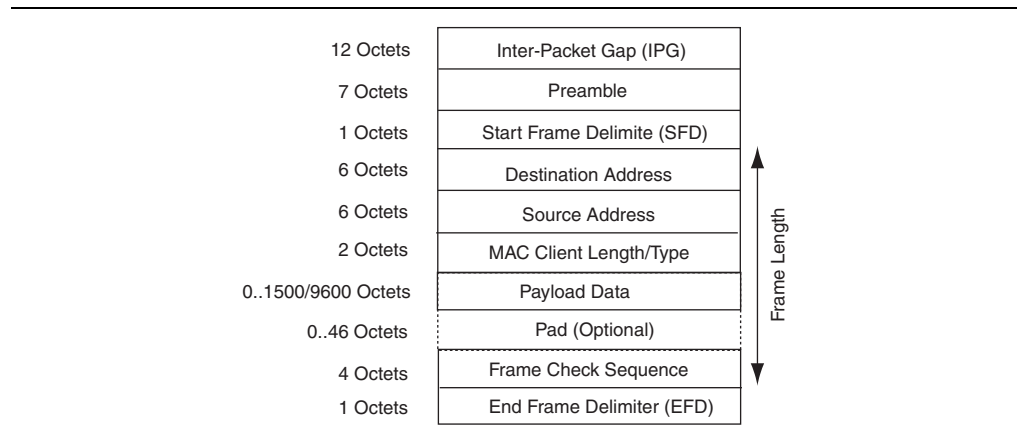 12 Octets Inter-Packet Gap (IPG)
7 Octets Preamble
1 Octets Start Frame Delimite (SFD)
6 Octets Destination Address
6 Octets Source Address
2 Octets MAC Client Length/Type
0..1500/9600 Octets Payload Data
0..46 Octets Pad (Optional)
4 Octets Frame Check Sequence
1 Octets End Frame Delimiter (EFD)
Frame Length